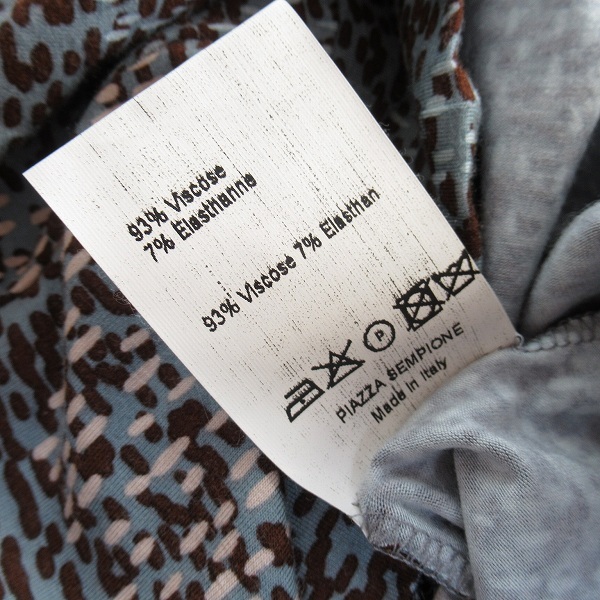 93% Viscose
7% Elasthanne
93% Viscose 7% Elasthan
P
PIAZZA SEMPIONE
Made in Italy